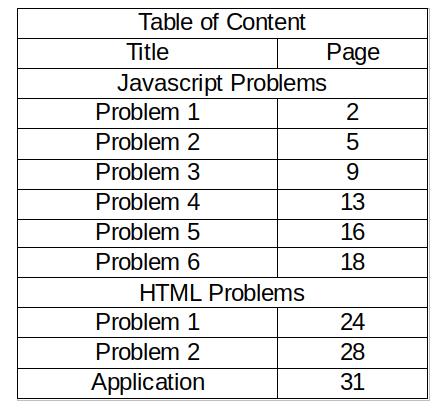 Table of Content
Title Page
Javascript Problems
Problem 1 2
Problem 2 5
Problem 3 9
Problem 4 13
Problem 5 16
Problem 6 18
HTML Problems
Problem 1 24
Problem 2 28
Application 31